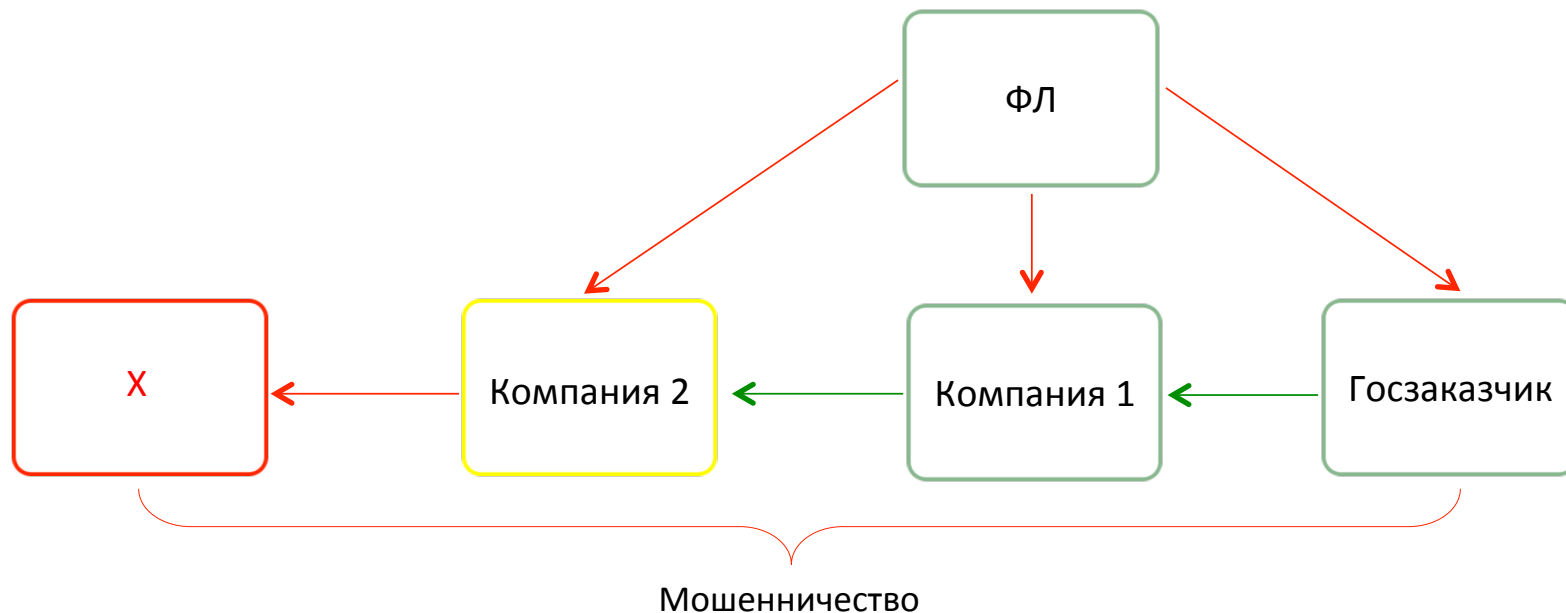 ФЛ
Х
Компания 2
Компания 1
Госзаказчик
Мошенничество